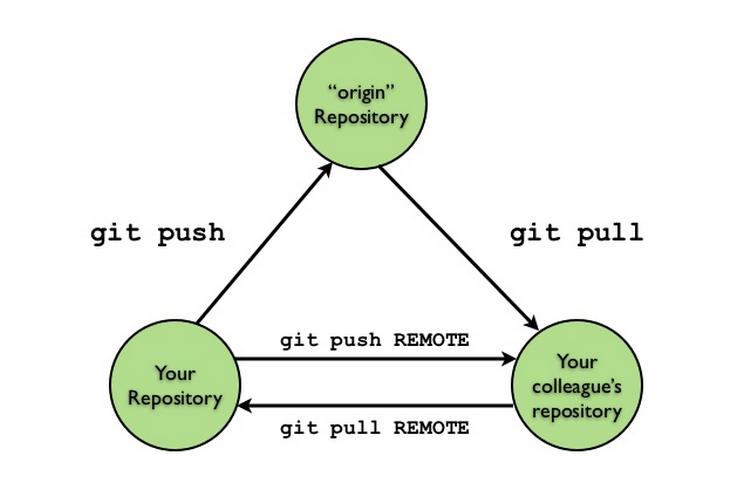 “origin”
Repository
git push
git pull
git push REMOTE
Your
Repository
Your
colleague’s
repository
git pull REMOTE